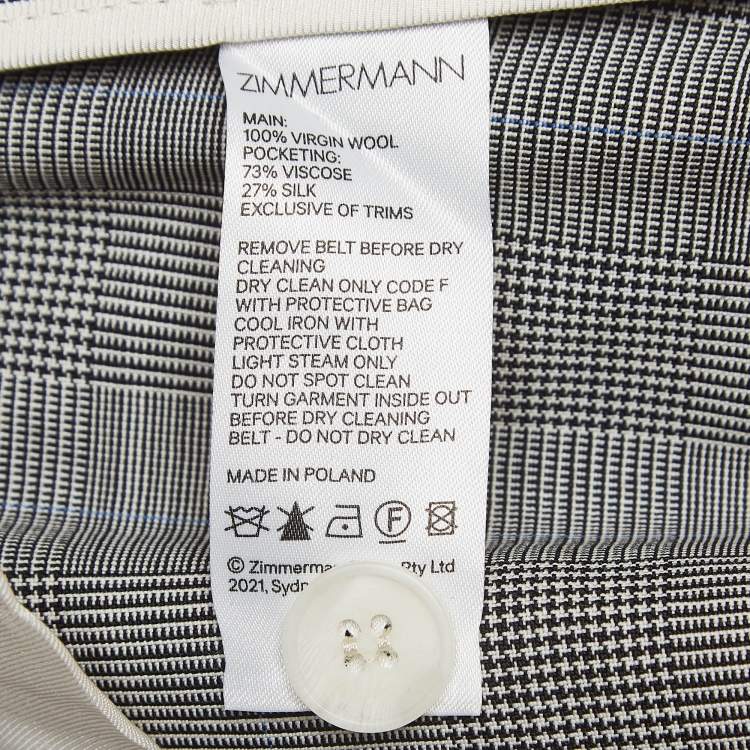 ZIMMERMANN
MAIN:
100% VIRGIN WOOL
POCKETING:
73% VISCOSE
27% SILK
EXCLUSIVE OF TRIMS
REMOVE BELT BEFORE DRY
CLEANING
DRY CLEAN ONLY CODE F
WITH PROTECTIVE BAG
COOL IRON WITH
PROTECTIVE CLOTH
LIGHT STEAM ONLY
DO NOT SPOT CLEAN
TURN GARMENT INSIDE OUT
BEFORE DRY CLEANING
BELT - DO NOT DRY CLEAN
MADE IN POLAND
F
© Pty Ltd
2021,